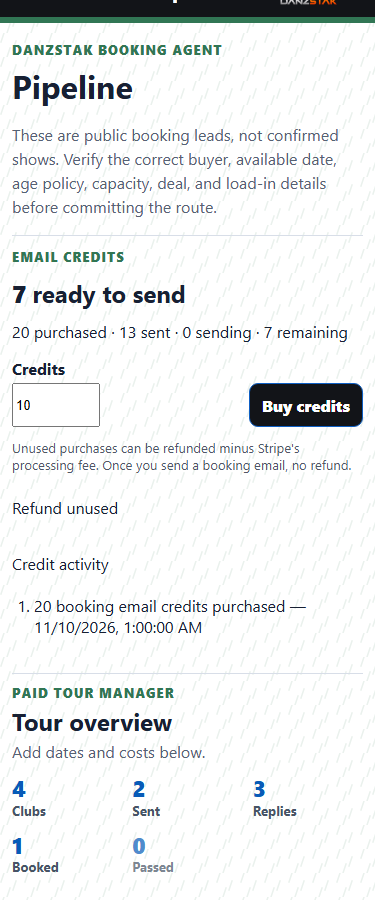 DANZSTAK BOOKING AGENT
Pipeline
These are public booking leads, not confirmed
shows. Verify the correct buyer, available date,
age policy, capacity, deal, and load-in details
before committing the route.
EMAIL CREDITS
7 ready to send
20 purchased · 13 sent · 0 sending · 7 remaining
Credits
10
Buy credits
Unused purchases can be refunded minus Stripe's
processing fee. Once you send a booking email, no refund.
Refund unused
Credit activity
1. 20 booking email credits purchased —
11/10/2026, 1:00:00 AM
PAID TOUR MANAGER
Tour overview
Add dates and costs below.
4 2 3
Clubs Sent Replies
1 0
Booked Passed